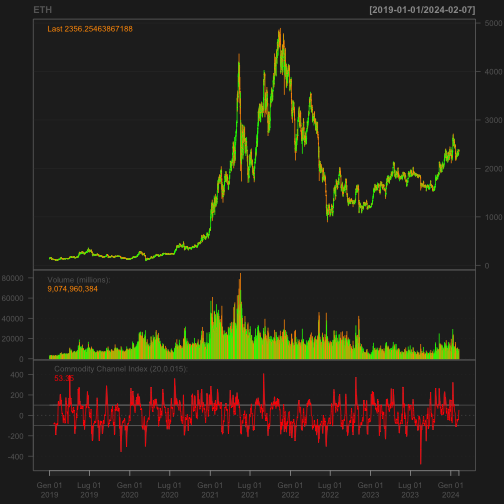 ETH [2019-01-01/2024-02-07]
Last 2356.25463867188
5000
4000
3000
2000
1000
0
Volume (millions):
9,074,960,384
80000
60000
40000
20000
0
Commodity Channel Index (20,0.015):
400
200
0
-200
-400
Gen 01 Lug 01 Gen 01 Lug 01 Gen 01 Lug 01 Gen 01 Lug 01 Gen 01 Lug 01 Gen 01
2019 2019 2020 2020 2021 2021 2022 2022 2023 2023 2024